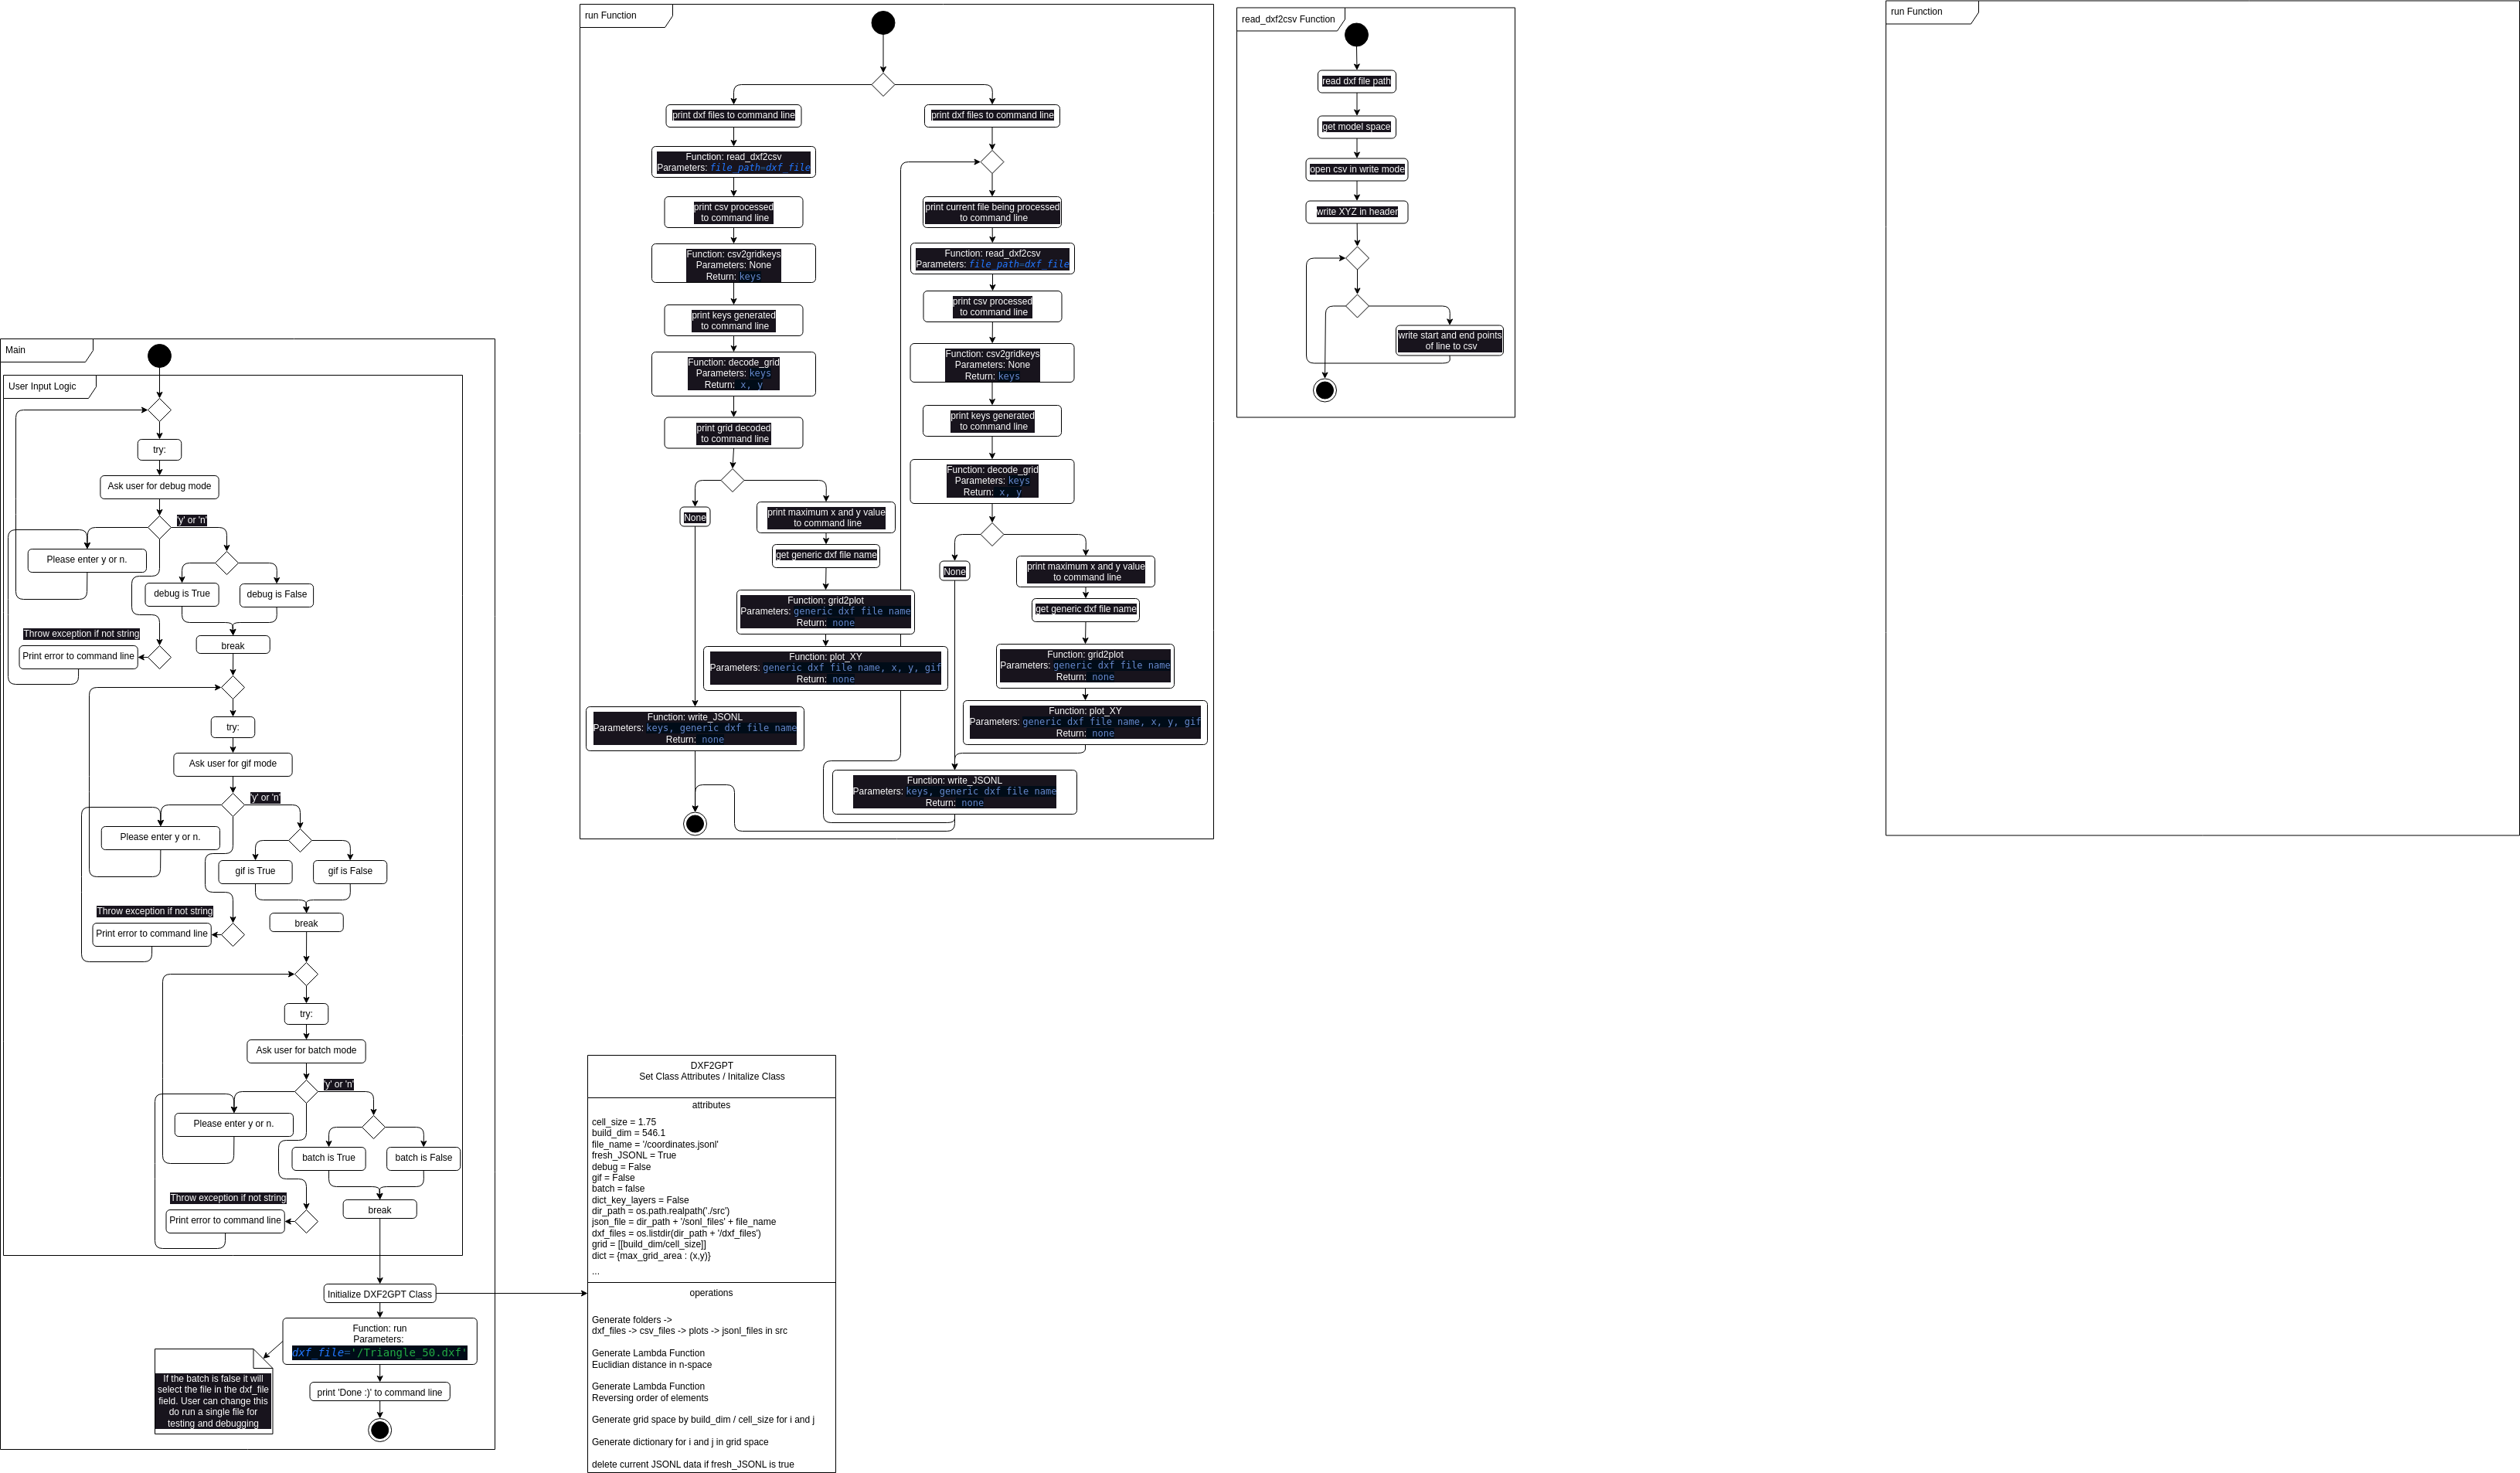 Main
User Input Logic
try:
Ask user for debug mode
'y' or 'n'
Please enter y or n.
debug is True
debug is False
Throw exception if not string
Print error to command line
break
try:
Ask user for gif mode
'y' or 'n'
Please enter y or n.
gif is True
gif is False
Throw exception if not string
Print error to command line
break
try:
Ask user for batch mode
'y' or 'n'
Please enter y or n.
batch is True
batch is False
Throw exception if not string
Print error to command line
break
Initialize DXF2GPT Class
Function: run
Parameters:
dxf_file='/Triangle_50.dxf'
If the batch is false it will
select the file in the dxf_file
field. User can change this
do run a single file for
testing and debugging
print 'Done :)' to command line
run Function
print dxf files to command line
Function: read_dxf2csv
Parameters: file_path=dxf_file
print csv processed
to command line
Function: csv2gridkeys
Parameters: None
Return: keys
print keys generated
to command line
Function: decode_grid
Parameters: keys
Return: x, y
print grid decoded
to command line
None
print maximum x and y value
to command line
get generic dxf file name
Function: grid2plot
Parameters: generic dxf file name
Return: none
Function: plot_XY
Parameters: generic dxf file name, x, y, gif
Return: none
Function: write_JSONL
Parameters: keys, generic dxf file name
Return: none
print dxf files to command line
print current file being processed
to command line
Function: read_dxf2csv
Parameters: file_path=dxf_file
print csv processed
to command line
Function: csv2gridkeys
Parameters: None
Return: keys
print keys generated
to command line
Function: decode_grid
Parameters: keys
Return: x, y
None
print maximum x and y value
to command line
get generic dxf file name
Function: grid2plot
Parameters: generic dxf file name
Return: none
Function: plot_XY
Parameters: generic dxf file name, x, y, gif
Return: none
Function: write_JSONL
Parameters: keys, generic dxf file name
Return: none
read_dxf2csv Function
read dxf file path
get model space
open csv in write mode
write XYZ in header
write start and end points
of line to csv
run Function
DXF2GPT
Set Class Attributes / Initalize Class
attributes
cell_size = 1.75
build_dim = 546.1
file_name = '/coordinates.jsonl'
fresh_JSONL = True
debug = False
gif = False
batch = false
dict_key_layers = False
dir_path = os.path.realpath('./src')
json_file = dir_path + '/sonl_files' + file_name
dxf_files = os.listdir(dir_path + '/dxf_files')
grid = [[build_dim/cell_size]]
dict = {max_grid_area : (x,y)}
...
operations
Generate folders ->
dxf_files -> csv_files -> plots -> jsonl_files in src
Generate Lambda Function
Euclidian distance in n-space
Generate Lambda Function
Reversing order of elements
Generate grid space by build_dim / cell_size for i and j
Generate dictionary for i and j in grid space
delete current JSONL data if fresh_JSONL is true